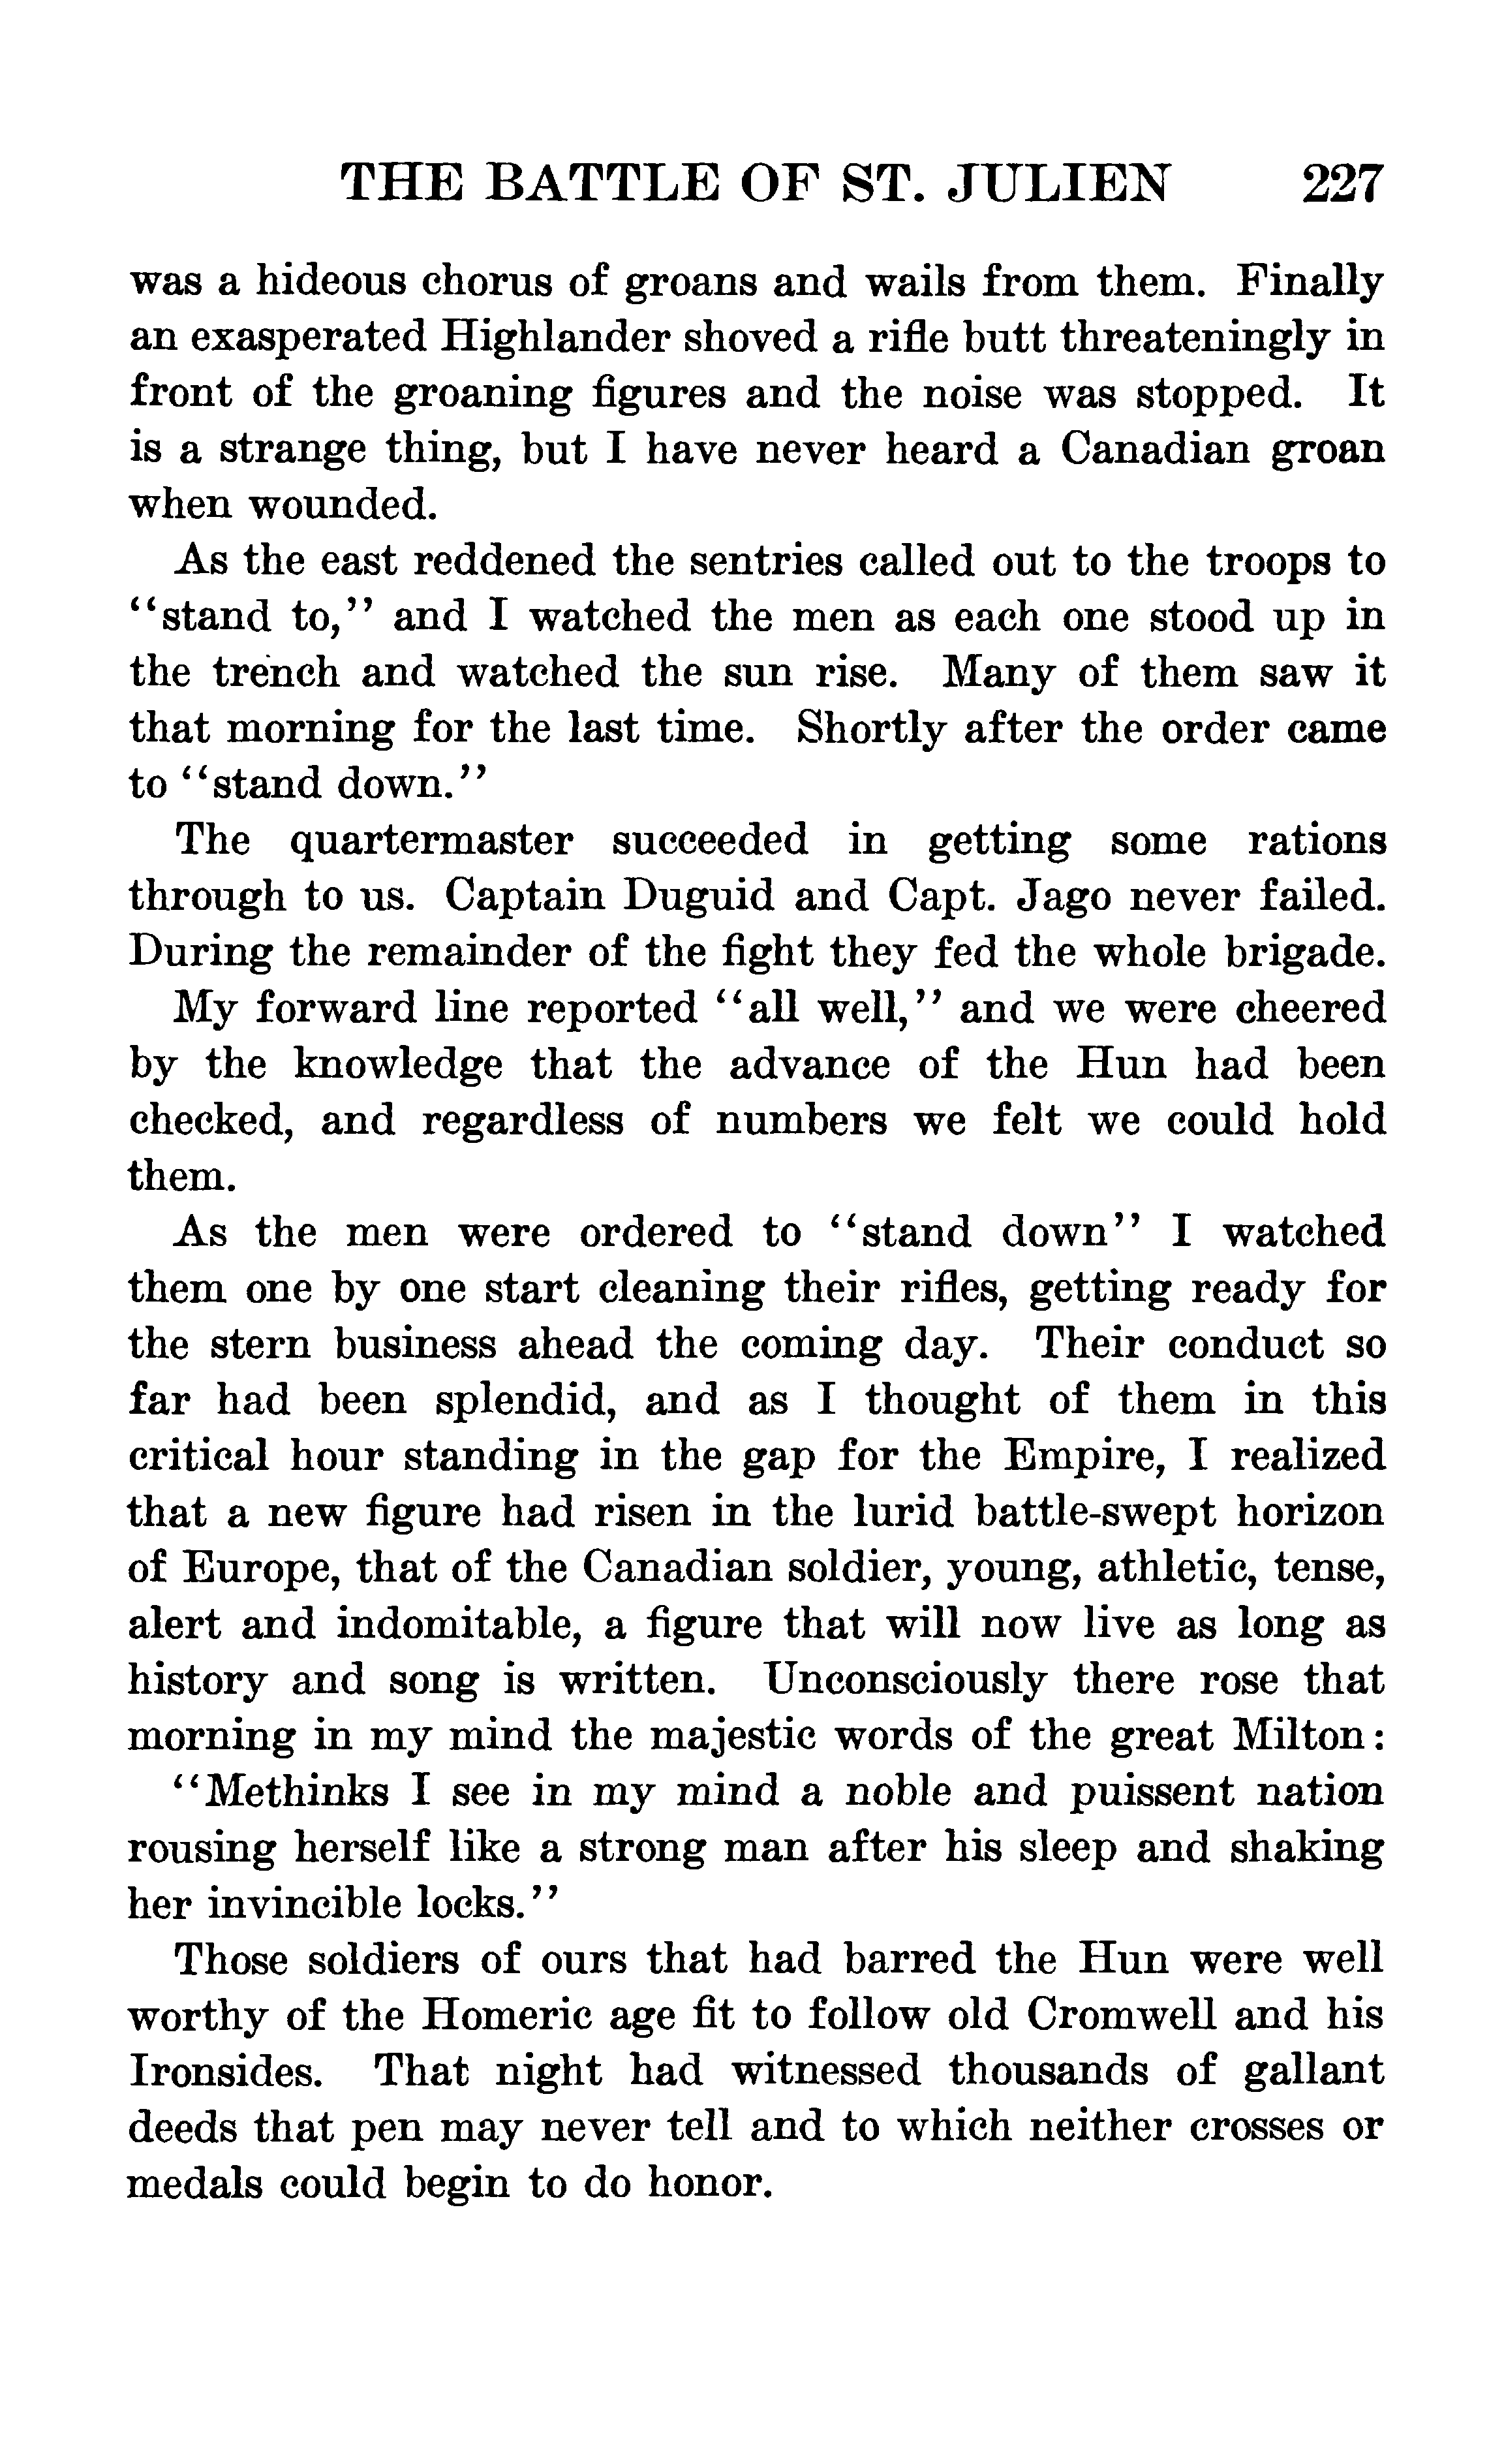 THE BATTLE OF ST. JULIEN 227
was a hideous chorus of groans and wails from them. Finally
an exasperated Highlander shoved a rifle butt threateningly in
front of the groaning figures and the noise was stopped. It
is a strange thing, but I have never heard a Canadian groan
when wounded.
As the east reddened the sentries called out to the troops to
"stand to," and I watched the men as each one stood up in
the trench and watched the sun rise. Many of them saw it
that morning for the last time. Shortly after the order came
to "stand down."
The quartermaster succeeded in getting some rations
through to us. Captain Duguid and Capt. Jago never failed.
During the remainder of the fight they fed the whole brigade.
My forward line reported "all well," and we were cheered
by the knowledge that the advance of the Hun had been
checked, and regardless of numbers we felt we could hold
them.
As the men were ordered to "stand down" I watched
them one by one start cleaning their rifles, getting ready for
the stern business ahead the coming day. Their conduct so
far had been splendid, and as I thought of them in this
critical hour standing in the gap for the Empire, I realized
that a new figure had risen in the lurid battle-swept horizon
of Europe, that of the Canadian soldier, young, athletic, tense,
alert and indomitable, a figure that will now live as long as
history and song is written. Unconsciously there rose that
morning in my mind the majestic words of the great Milton:
"Methinks I see in my mind a noble and puissent nation
rousing herself like a strong man after his sleep and shaking
her invincible locks."
Those soldiers of ours that had barred the Hun were well
worthy of the Homeric age fit to follow old Cromwell and his
Ironsides. That night had witnessed thousands of gallant
deeds that pen may never tell and to which neither crosses or
medals could begin to do honor.